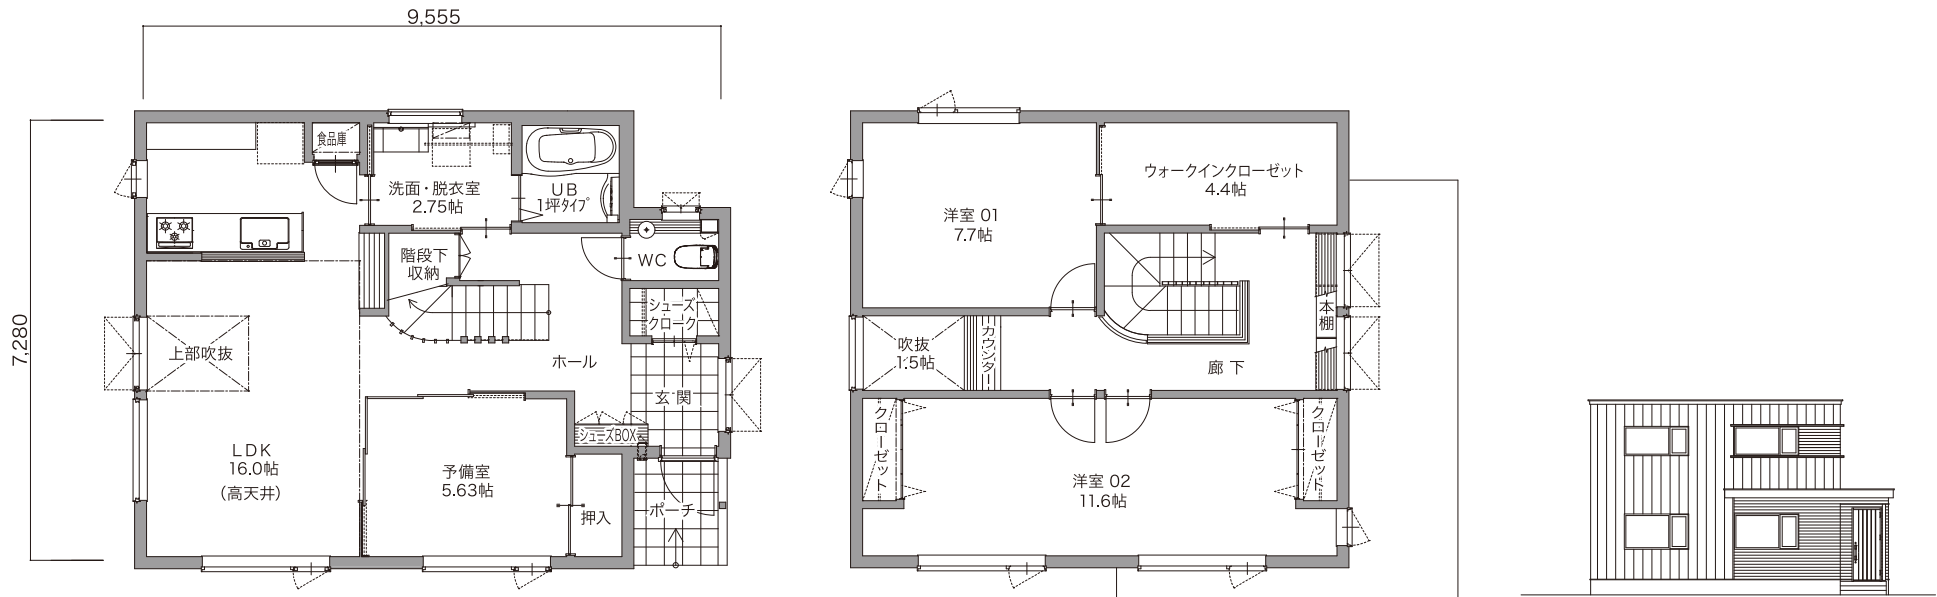 9,555
7,280
食品庫
洗面・脱衣室
2.75帖
UB
1坪ﾀｲﾌﾟ
階段下
収納
WC
シューズ
クローク
上部吹抜
ホール
玄関
シューズBOX
LDK
16.0帖
(高天井)
予備室
5.63帖
押入
ポーチ
洋室 01
7.7帖
ウォークインクローゼット
4.4帖
本棚
吹抜
1.5帖
カウンター
廊下
クローゼット
洋室 02
11.6帖
クローゼット